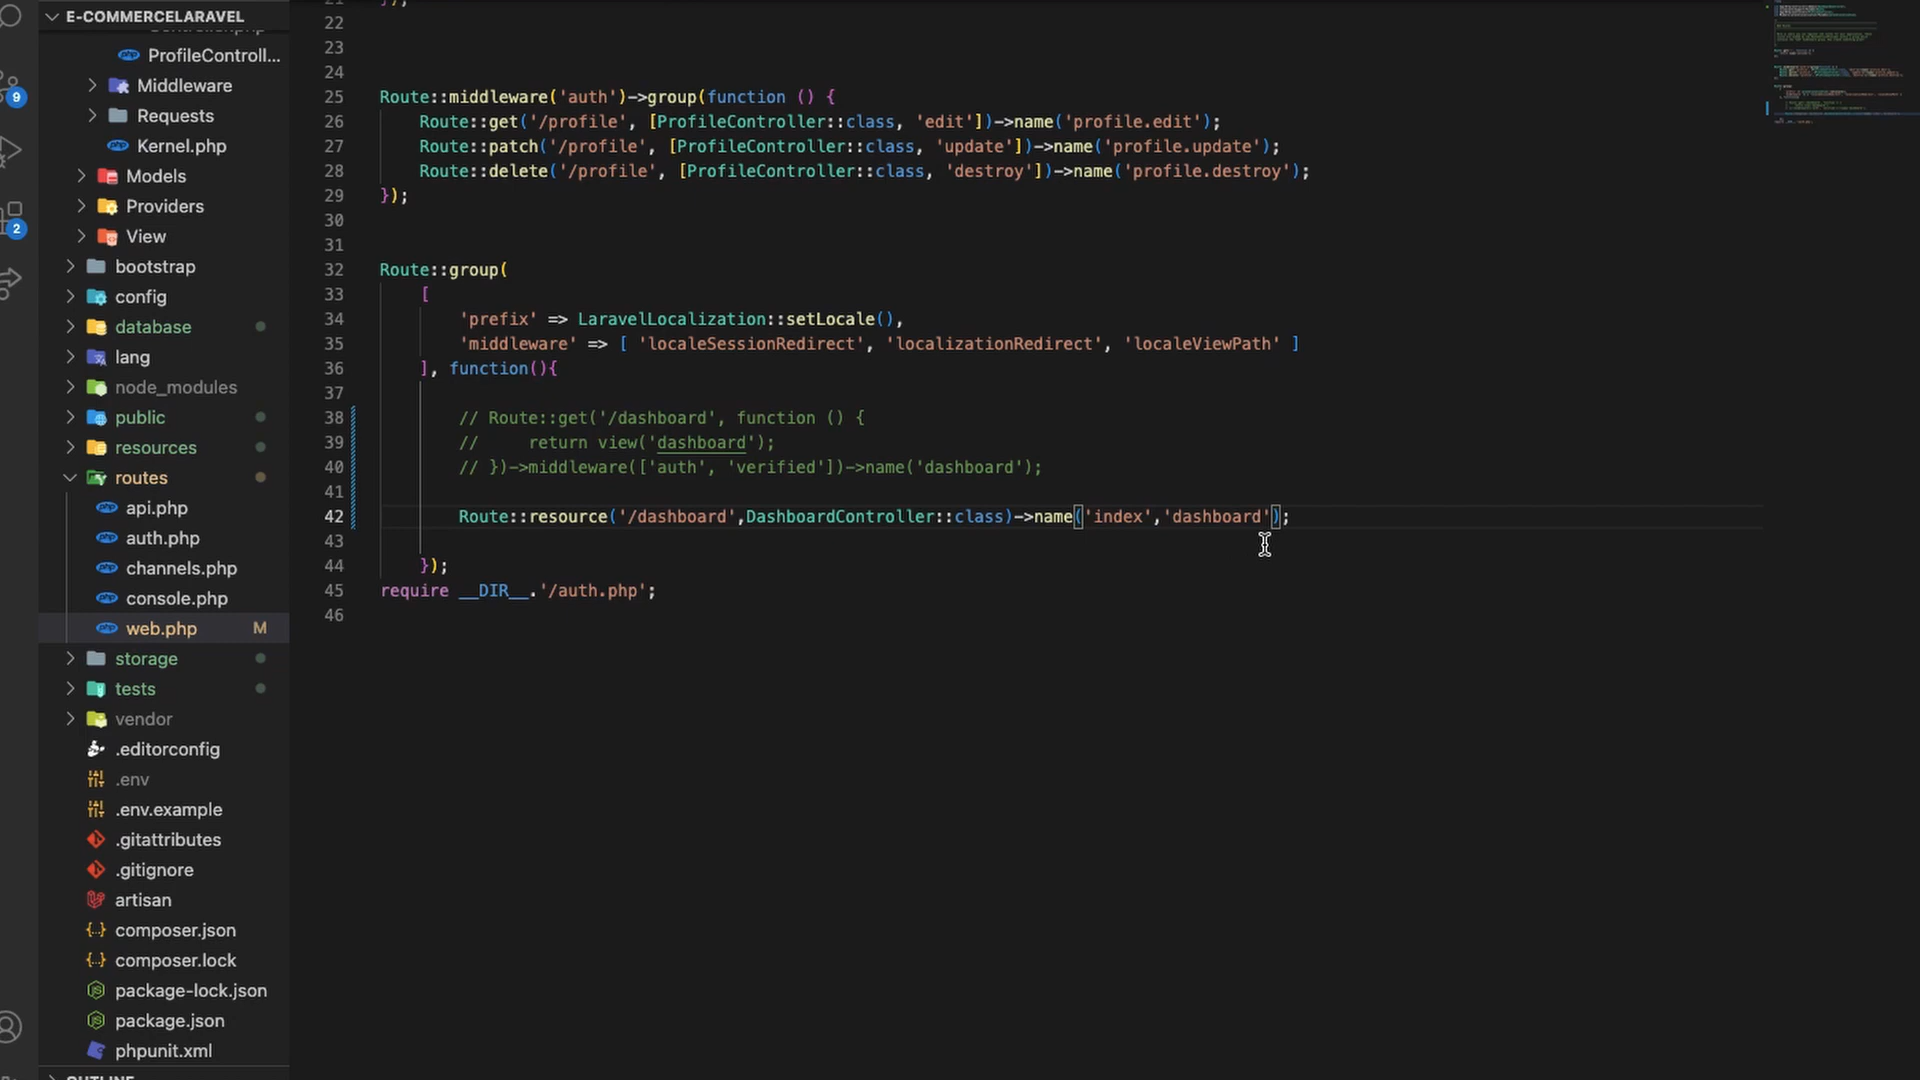 E-COMMERCELARAVEL
ProfileControll...
Middleware
Requests
Kernel.php
Models
Providers
View
bootstrap
config
database
lang
node_modules
public
resources
routes
api.php
auth.php
channels.php
console.php
web.php M
storage
tests
vendor
.editorconfig
.env
.env.example
.gitattributes
.gitignore
artisan
composer.json
composer.lock
package-lock.json
package.json
phpunit.xml
OUTLINE
9
2
22
23
24
25 Route::middleware('auth')->group(function () {
26 Route::get('/profile', [ProfileController::class, 'edit'])->name('profile.edit');
27 Route::patch('/profile', [ProfileController::class, 'update'])->name('profile.update');
28 Route::delete('/profile', [ProfileController::class, 'destroy'])->name('profile.destroy');
29 });
30
31
32 Route::group(
33 [
34 'prefix' => LaravelLocalization::setLocale(),
35 'middleware' => [ 'localeSessionRedirect', 'localizationRedirect', 'localeViewPath' ]
36 ], function(){
37
38 // Route::get('/dashboard', function () {
39 //     return view('dashboard');
40 // })->middleware(['auth', 'verified'])->name('dashboard');
41
42 Route::resource('/dashboard',DashboardController::class)->name('index','dashboard');
43
44 });
45 require __DIR__.'/auth.php';
46